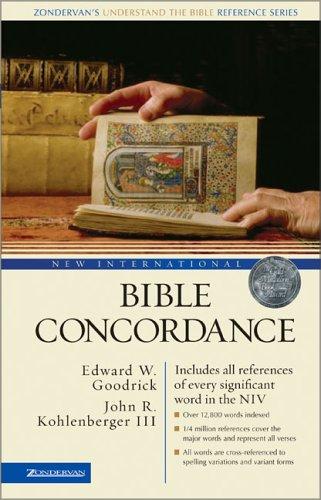 ZONDERVAN'S UNDERSTAND THE BIBLE REFERENCE SERIES
NEW INTERNATIONAL
BIBLE
CONCORDANCE
Edward W.
Goodrick
John R.
Kohlenberger III
Includes all references
of every significant
word in the NIV
Over 12,800 words indexed
1/4 million references cover the
major words and represent all verses
All words are cross-referenced to
spelling variations and variant forms
ZONDERVAN